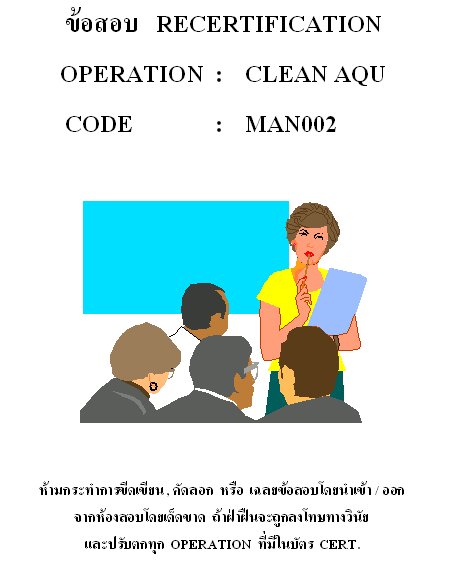 ข้อสอบ RECERTIFICATION
OPERATION : CLEAN AQU
CODE : MAN002
ห้ามกระทำการขีดเขียน, คัดลอก หรือ เฉลยข้อสอบโดยนำเข้า / ออก
จากห้องสอบโดยเด็ดขาด ถ้าฝ่าฝืนจะถูกลงโทษทางวินัย
และปรับตกทุก OPERATION ที่มีในบัตร CERT.